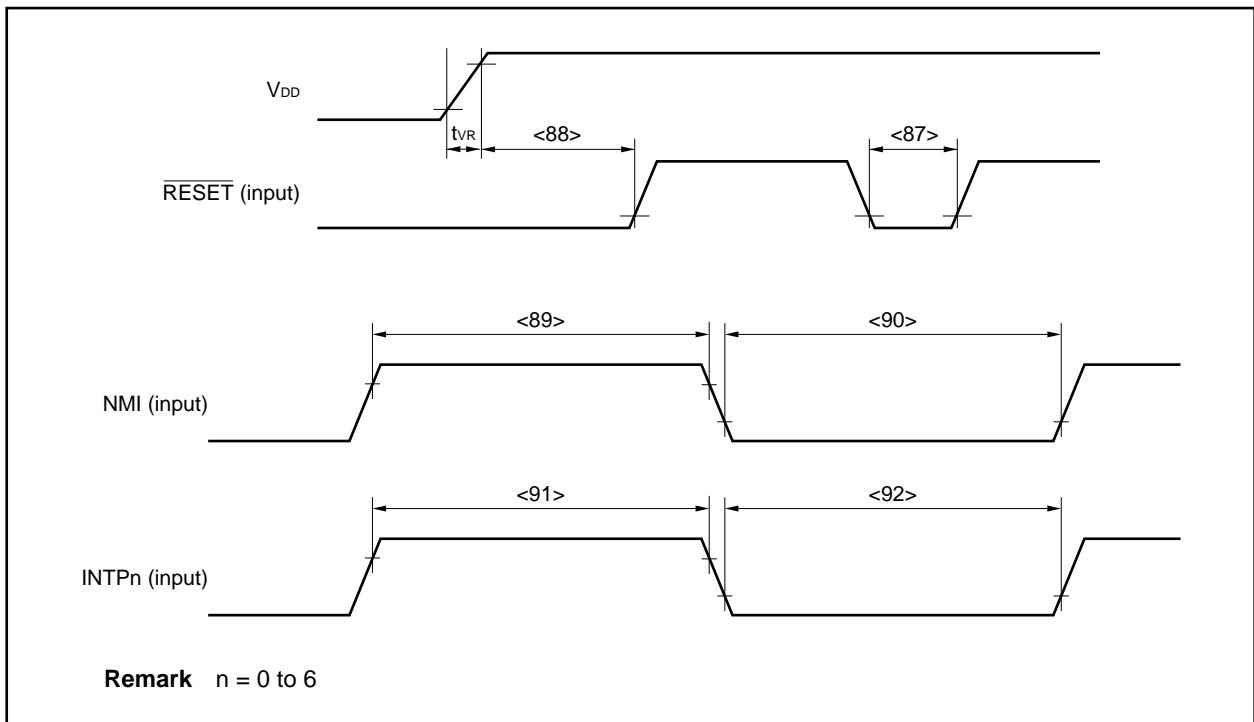 VDD
tVR
<88>
<87>
RESET (input)
<89>
<90>
NMI (input)
<91>
<92>
INTPn (input)
Remark n = 0 to 6